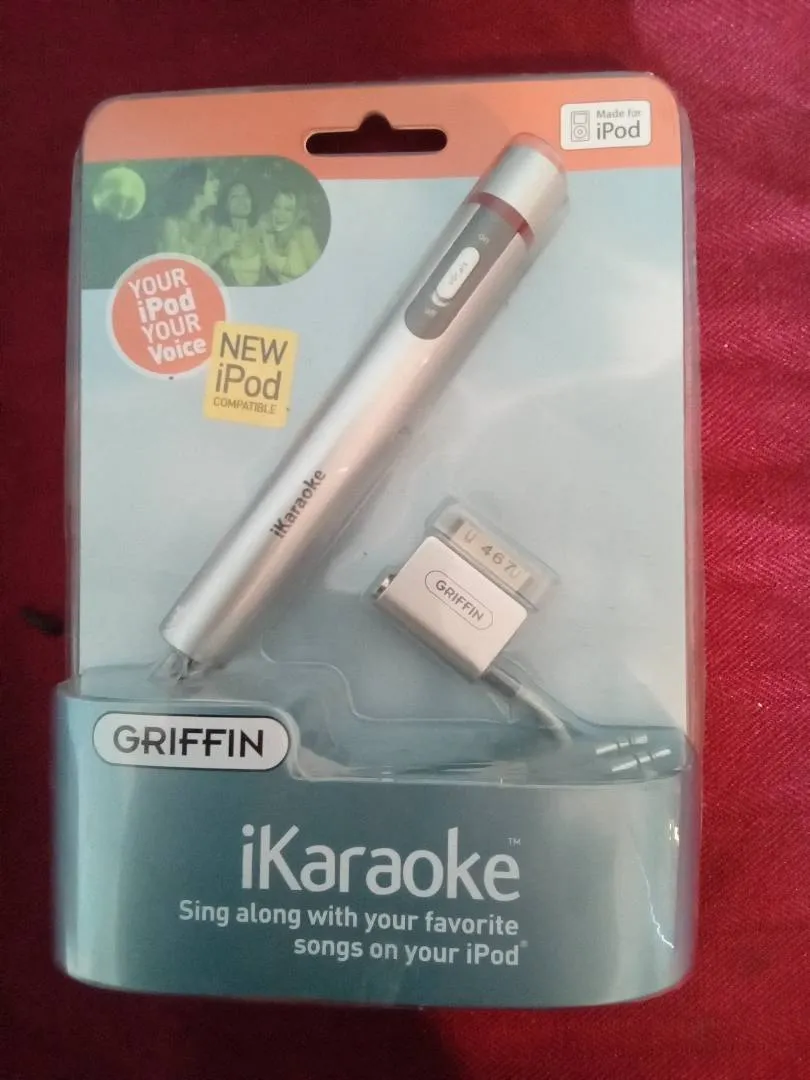 Made for
iPod
YOUR
iPod
YOUR
Voice
NEW
iPod
COMPATIBLE
iKaraoke
GRIFFIN
GRIFFIN
iKaraoke™
Sing along with your favorite
songs on your iPod®